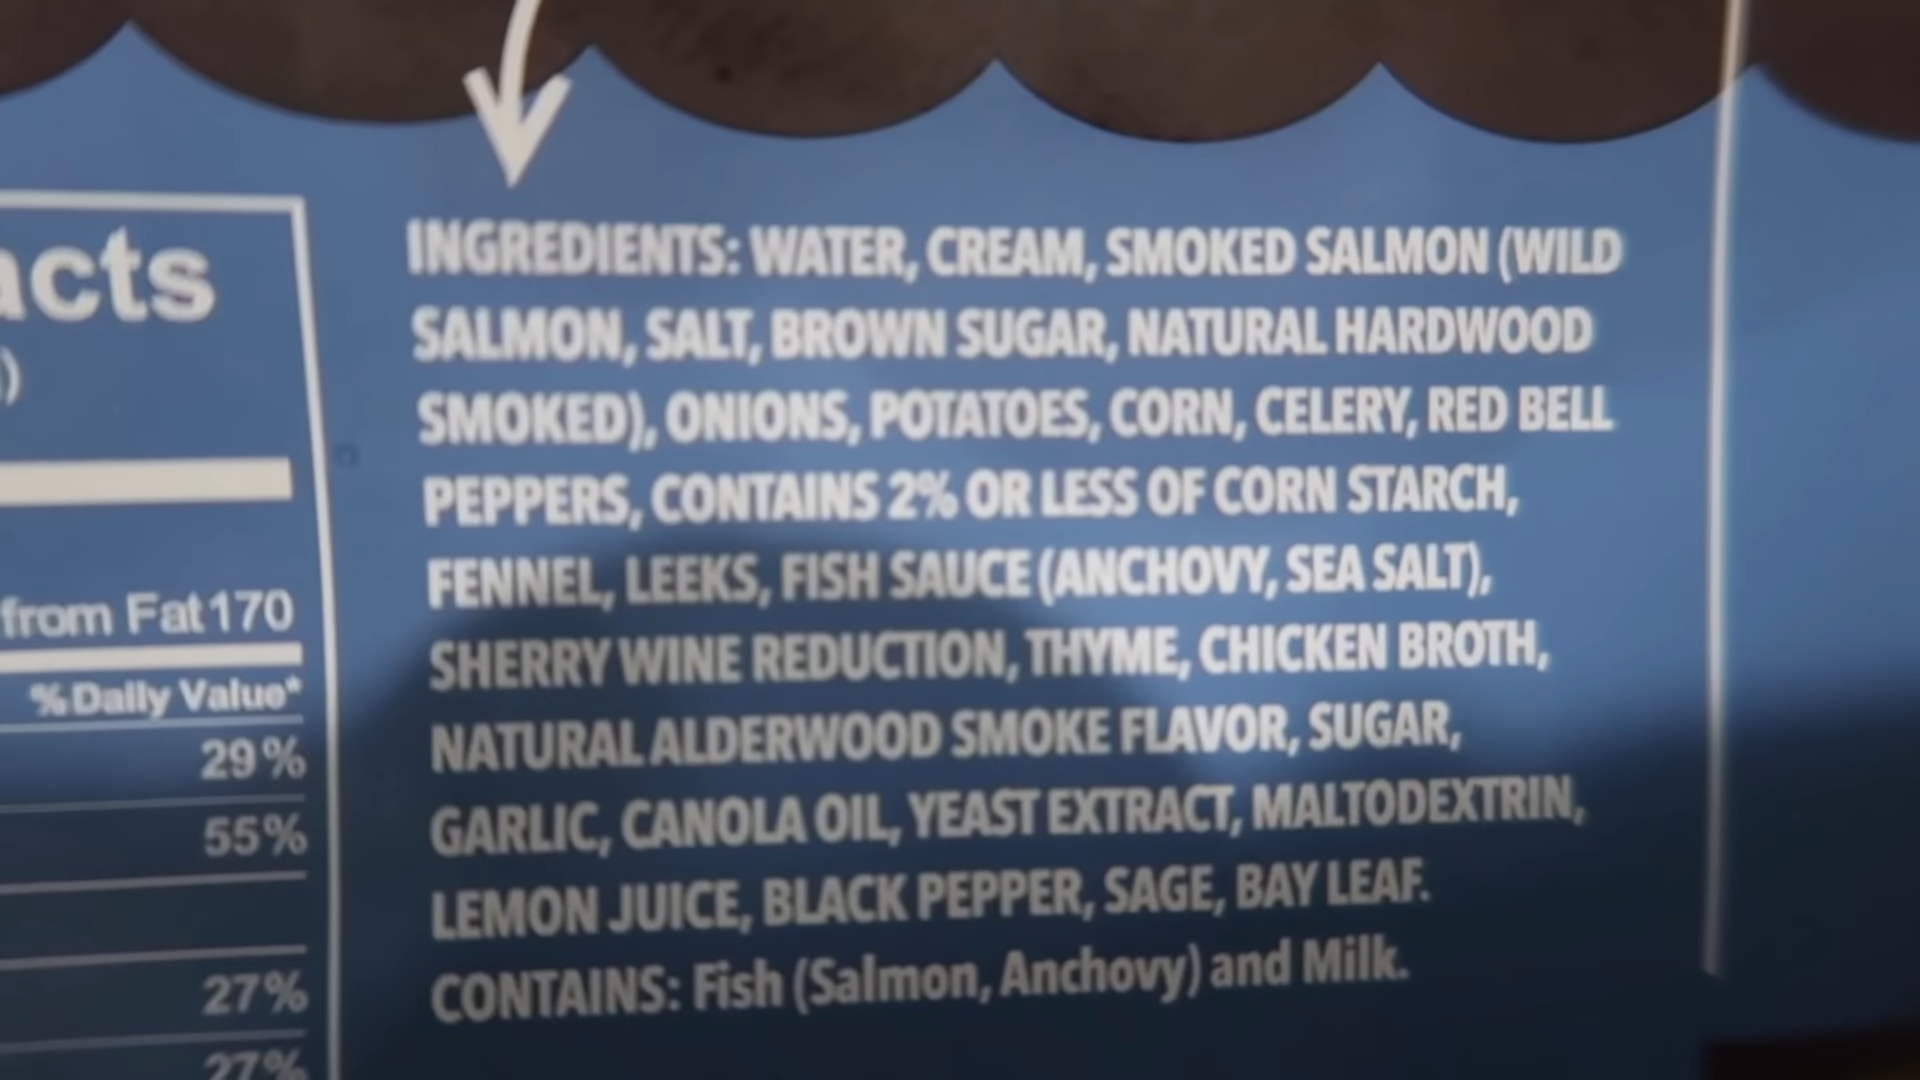 acts
)
from Fat 170
% Daily Value*
29%
55%
27%
27%
INGREDIENTS: WATER, CREAM, SMOKED SALMON (WILD
SALMON, SALT, BROWN SUGAR, NATURAL HARDWOOD
SMOKED), ONIONS, POTATOES, CORN, CELERY, RED BELL
PEPPERS, CONTAINS 2% OR LESS OF CORN STARCH,
FENNEL, LEEKS, FISH SAUCE (ANCHOVY, SEA SALT),
SHERRY WINE REDUCTION, THYME, CHICKEN BROTH,
NATURAL ALDERWOOD SMOKE FLAVOR, SUGAR,
GARLIC, CANOLA OIL, YEAST EXTRACT, MALTODEXTRIN,
LEMON JUICE, BLACK PEPPER, SAGE, BAY LEAF.
CONTAINS: Fish (Salmon, Anchovy) and Milk.